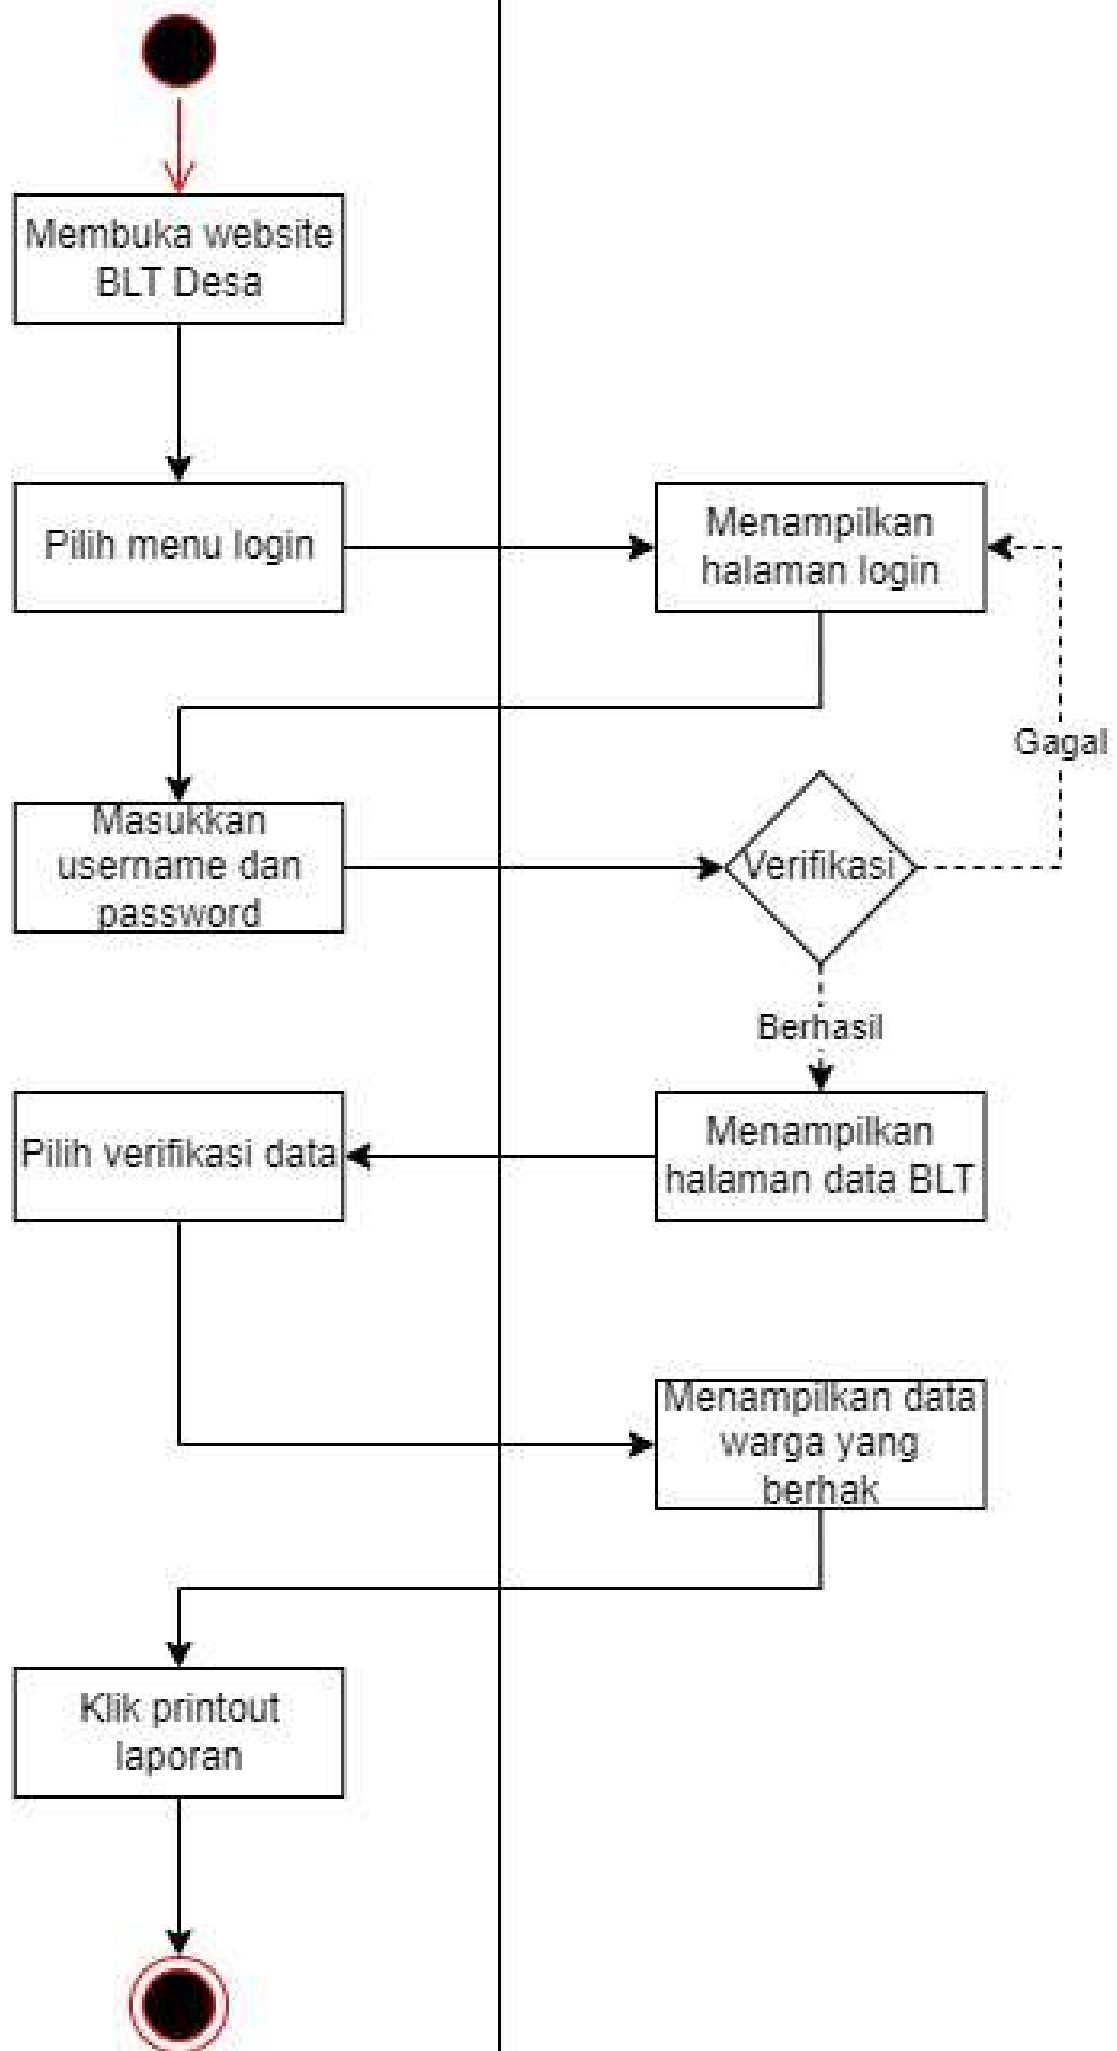 Membuka website
BLT Desa
Pilih menu login
Menampilkan
halaman login
Gagal
Masukkan
username dan
password
Verifikasi
Berhasil
Pilih verifikasi data
Menampilkan
halaman data BLT
Menampilkan data
warga yang
berhak
Klik printout
laporan